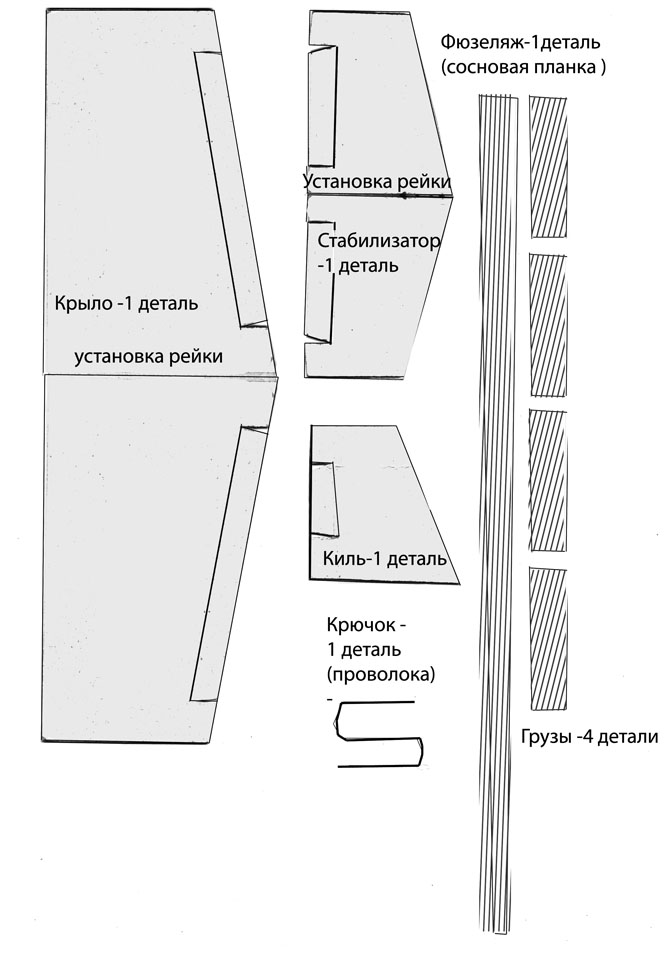 Фюзеляж-1деталь
(сосновая планка )
Установка рейки
Стабилизатор
-1 деталь
Крыло -1 деталь
установка рейки
Киль-1 деталь
Крючок -
1 деталь
(проволока)
Грузы -4 детали